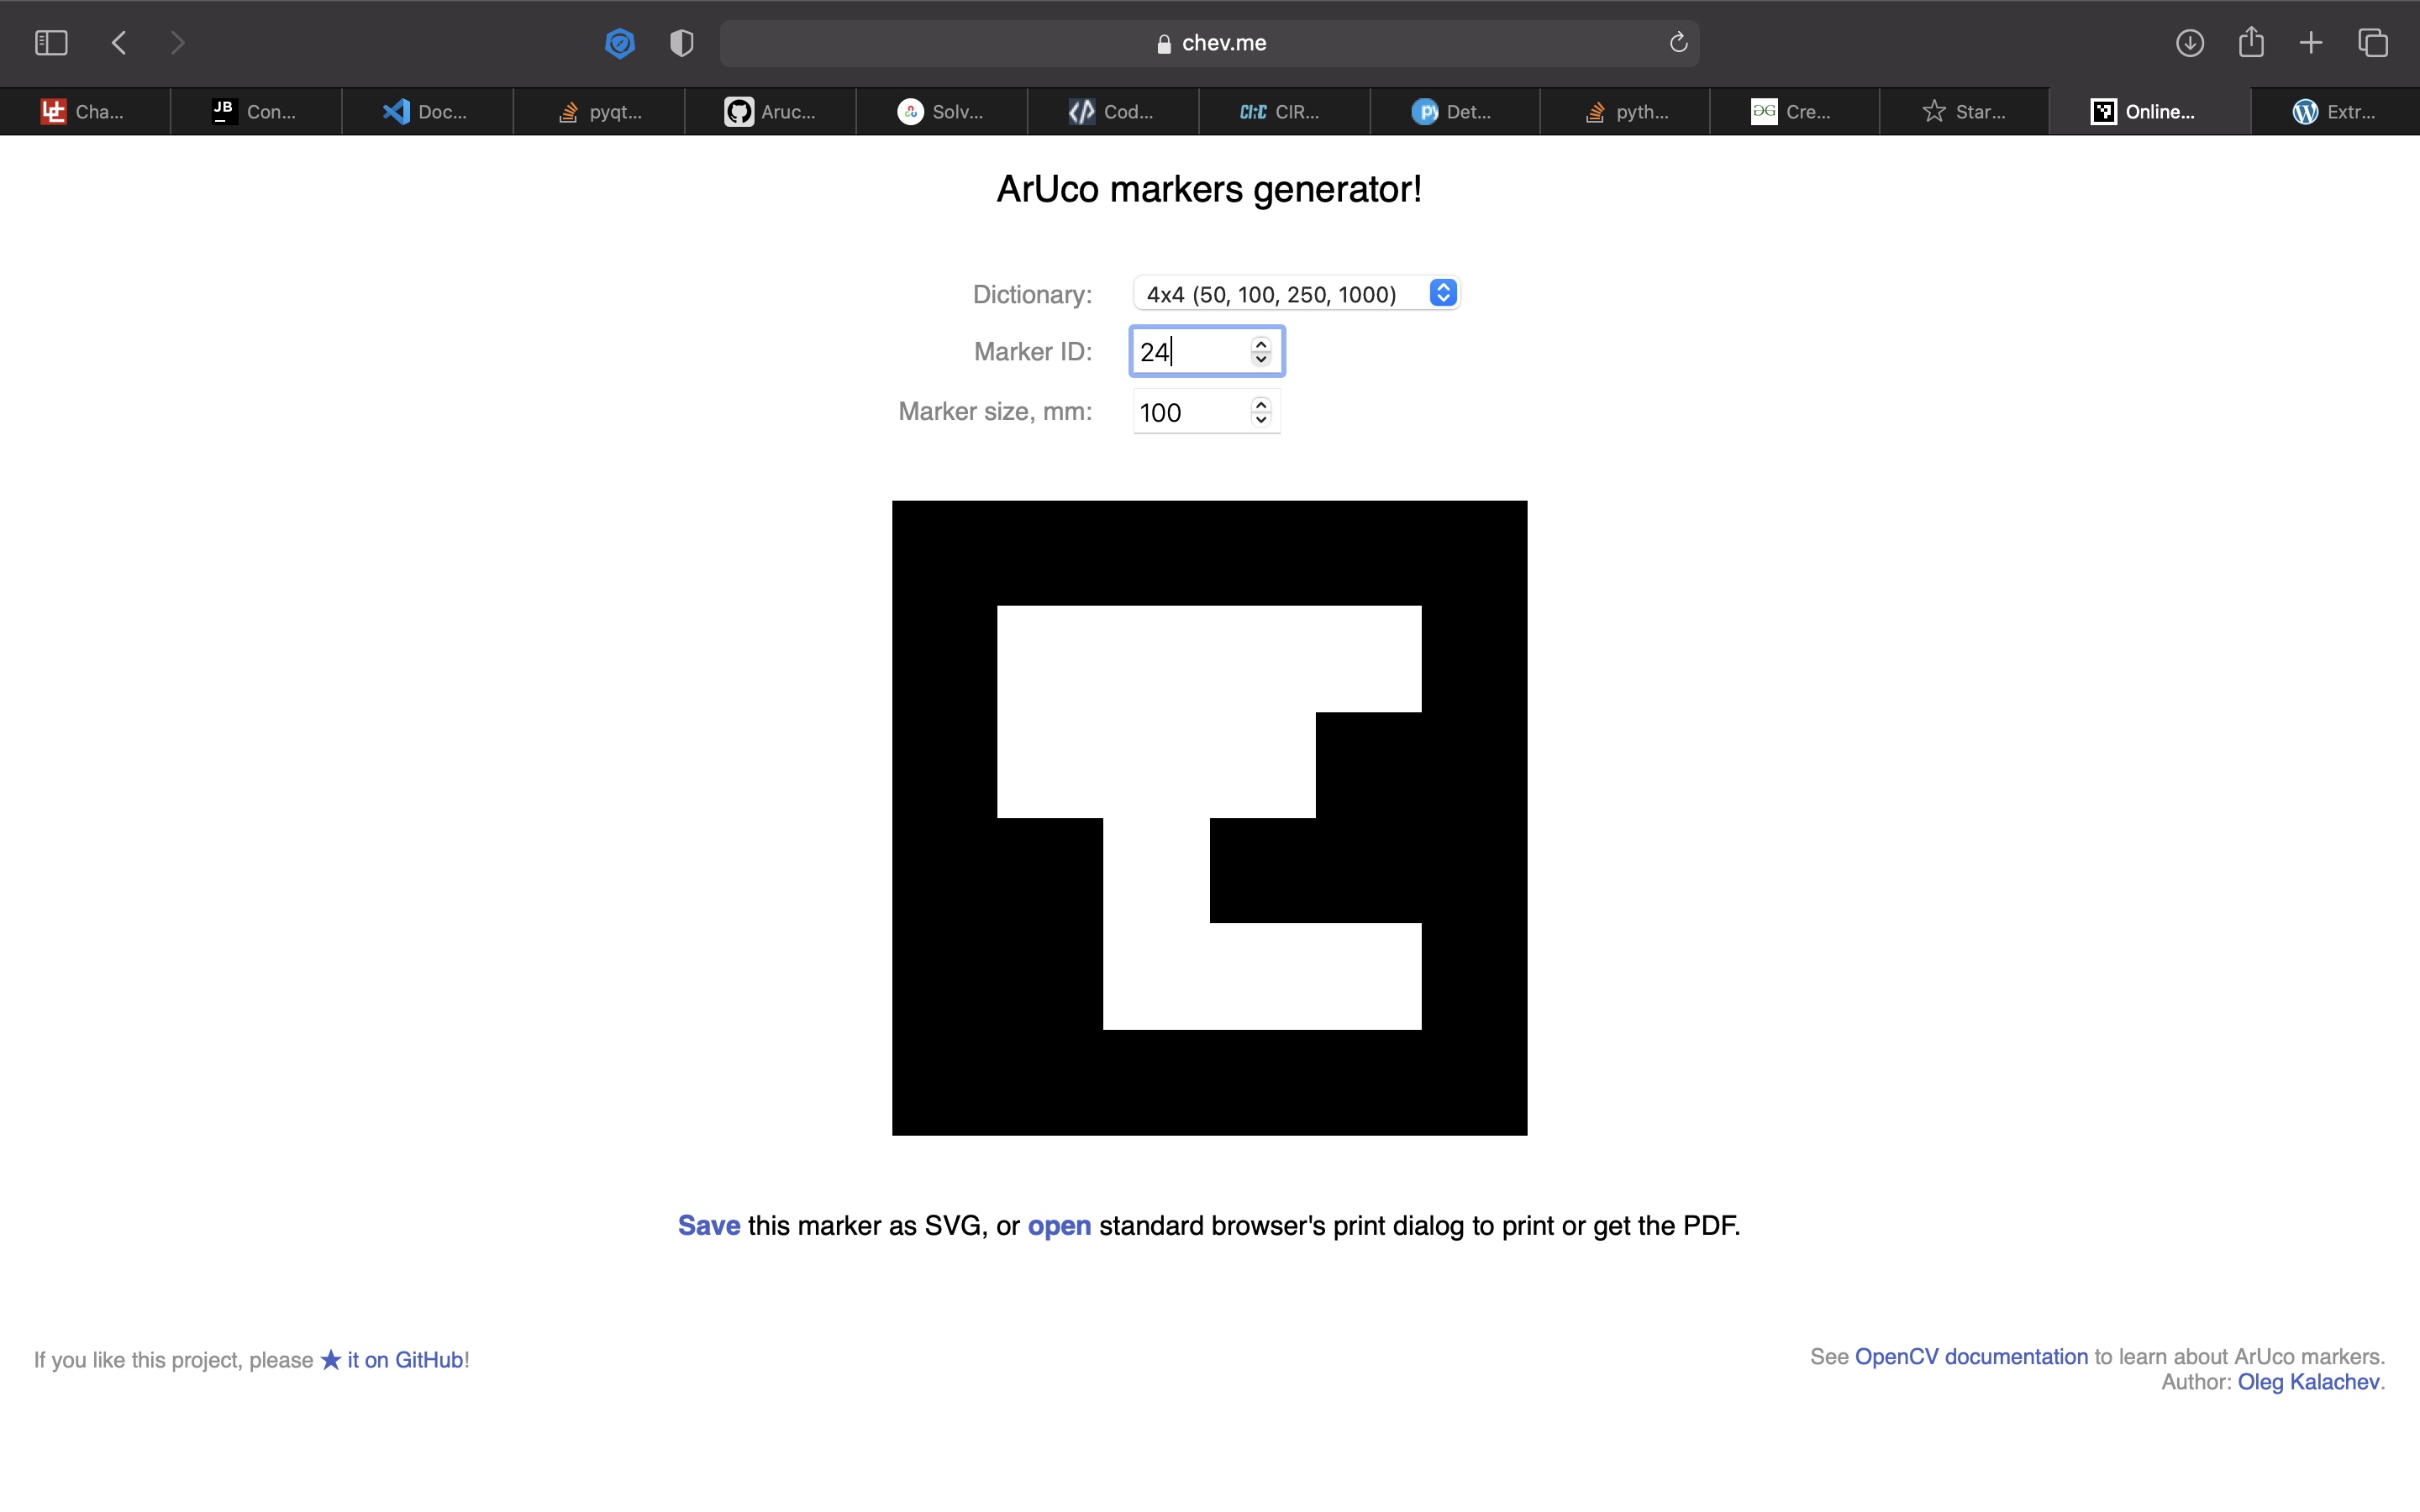 chev.me
Cha...
JB Con...
Doc...
pyqt...
Aruc...
Solv...
Cod...
CIR...
Det...
pyth...
Cre...
Star...
Online...
Extr...
ArUco markers generator!
Dictionary: 4x4 (50, 100, 250, 1000)
Marker ID: 24
Marker size, mm: 100
Save this marker as SVG, or open standard browser's print dialog to print or get the PDF.
If you like this project, please ★ it on GitHub!
See OpenCV documentation to learn about ArUco markers.
Author: Oleg Kalachev.